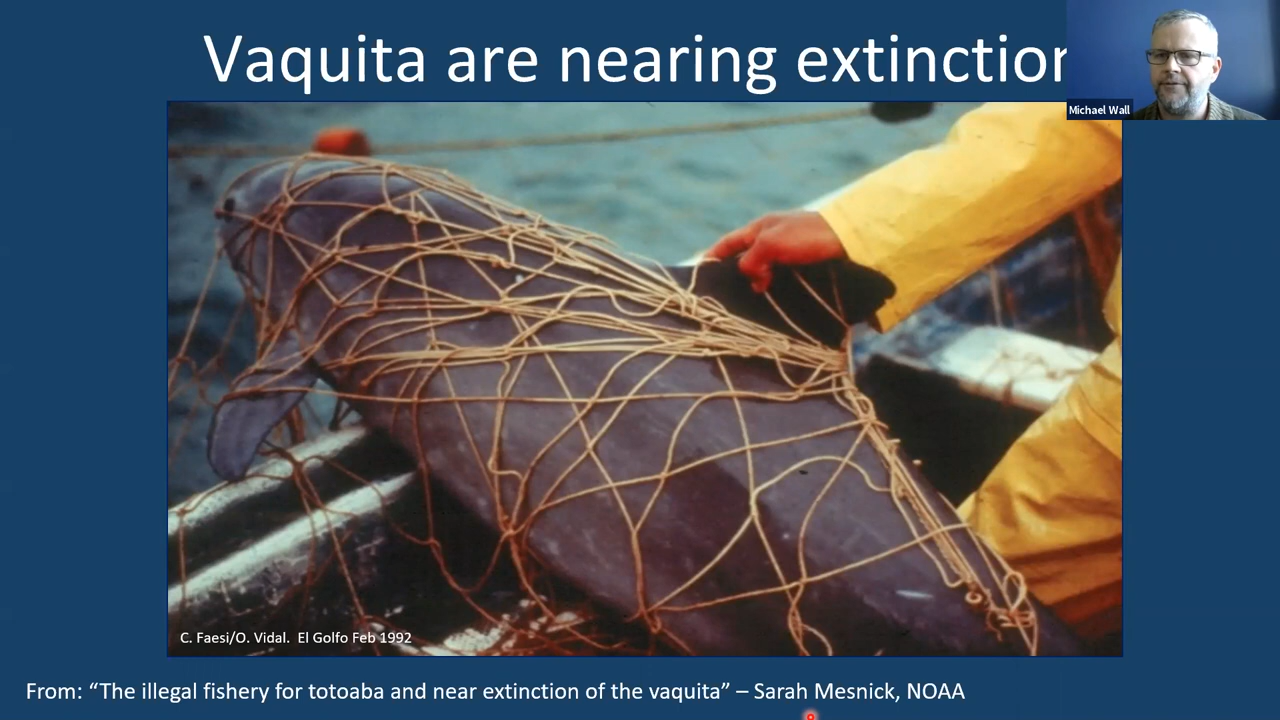 Vaquita are nearing extinction
Michael Wall
C. Faesi/O. Vidal.  El Golfo Feb 1992
From: “The illegal fishery for totoaba and near extinction of the vaquita” – Sarah Mesnick, NOAA